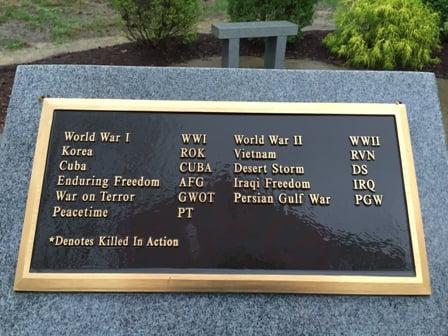 World War I WWI World War II WWII
Korea ROK Vietnam RVN
Cuba CUBA Desert Storm DS
Enduring Freedom AFG Iraqi Freedom IRQ
War on Terror GWOT Persian Gulf War PGW
Peacetime PT
*Denotes Killed In Action